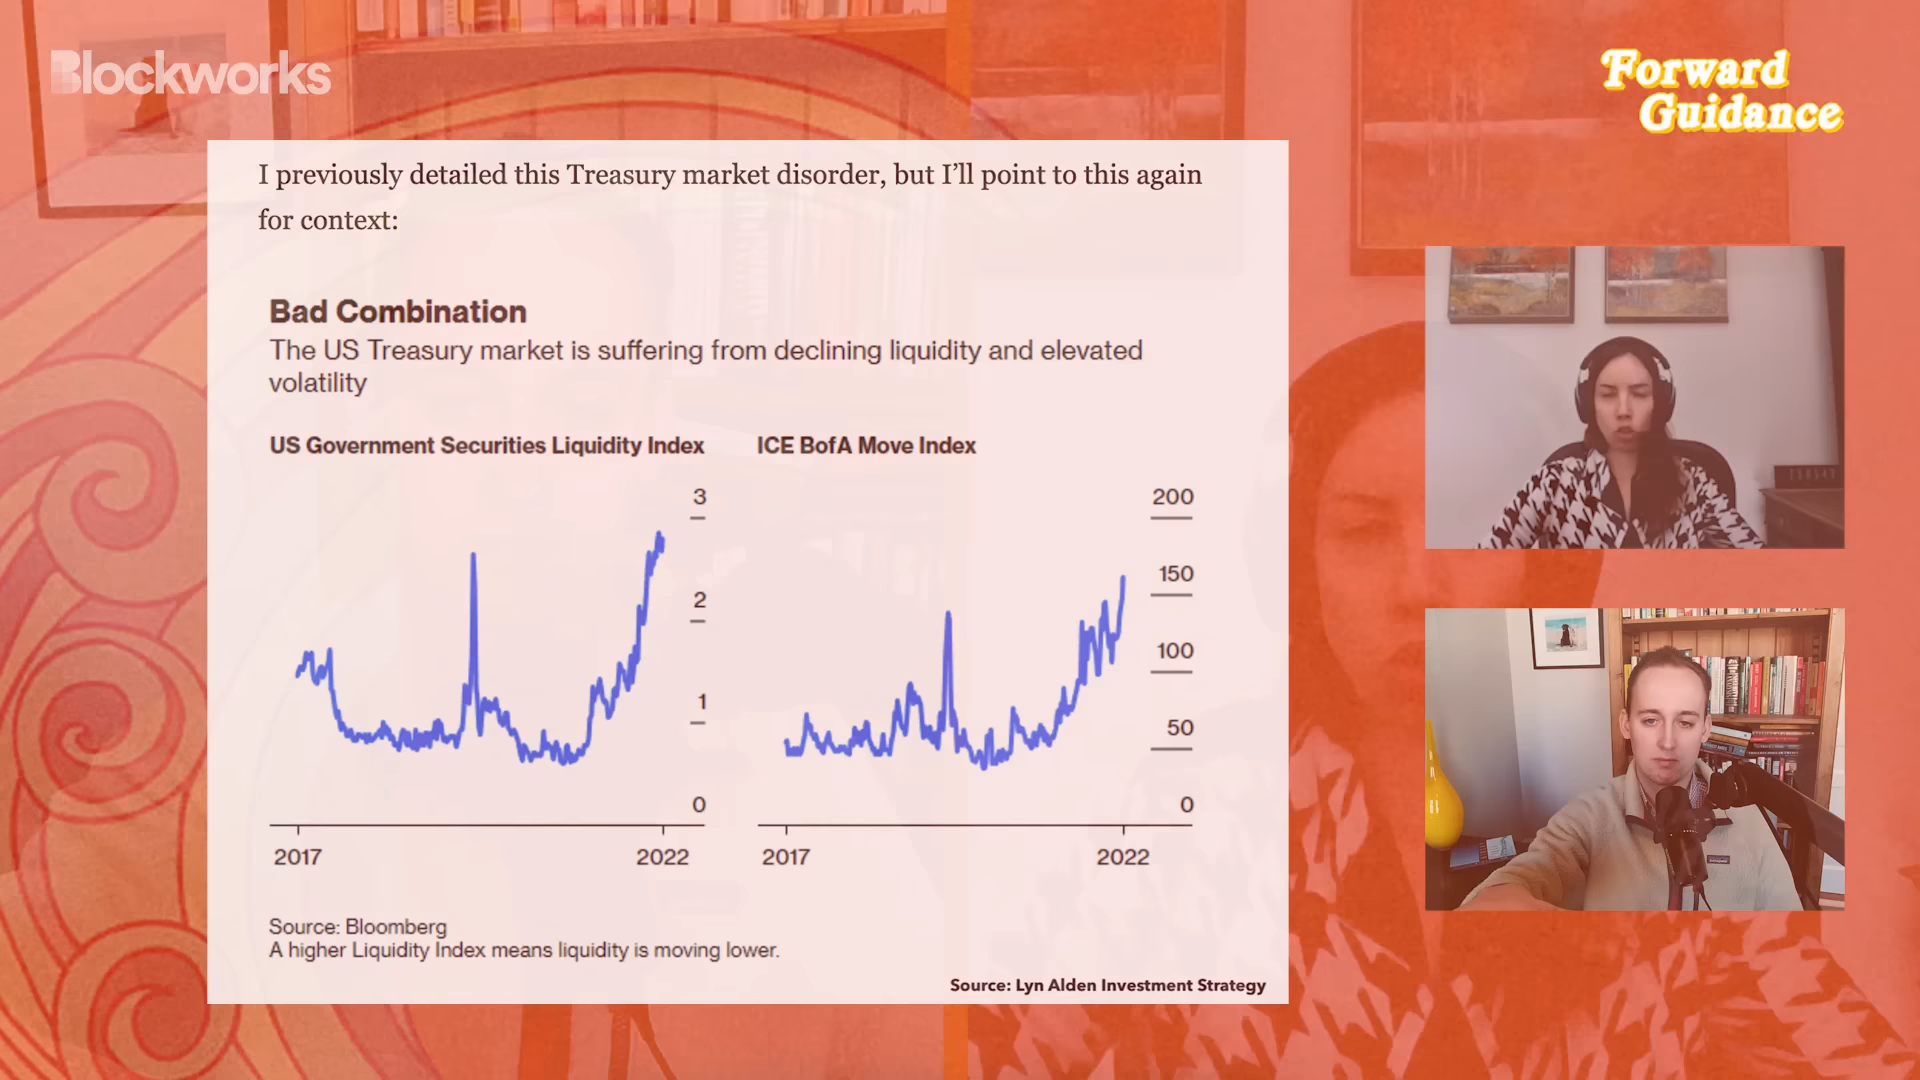 Blockworks
Forward
Guidance
I previously detailed this Treasury market disorder, but I’ll point to this again
for context:
Bad Combination
The US Treasury market is suffering from declining liquidity and elevated
volatility
US Government Securities Liquidity Index
3
2
1
0
2017
2022
ICE BofA Move Index
200
150
100
50
0
2017
2022
Source: Bloomberg
A higher Liquidity Index means liquidity is moving lower.
Source: Lyn Alden Investment Strategy